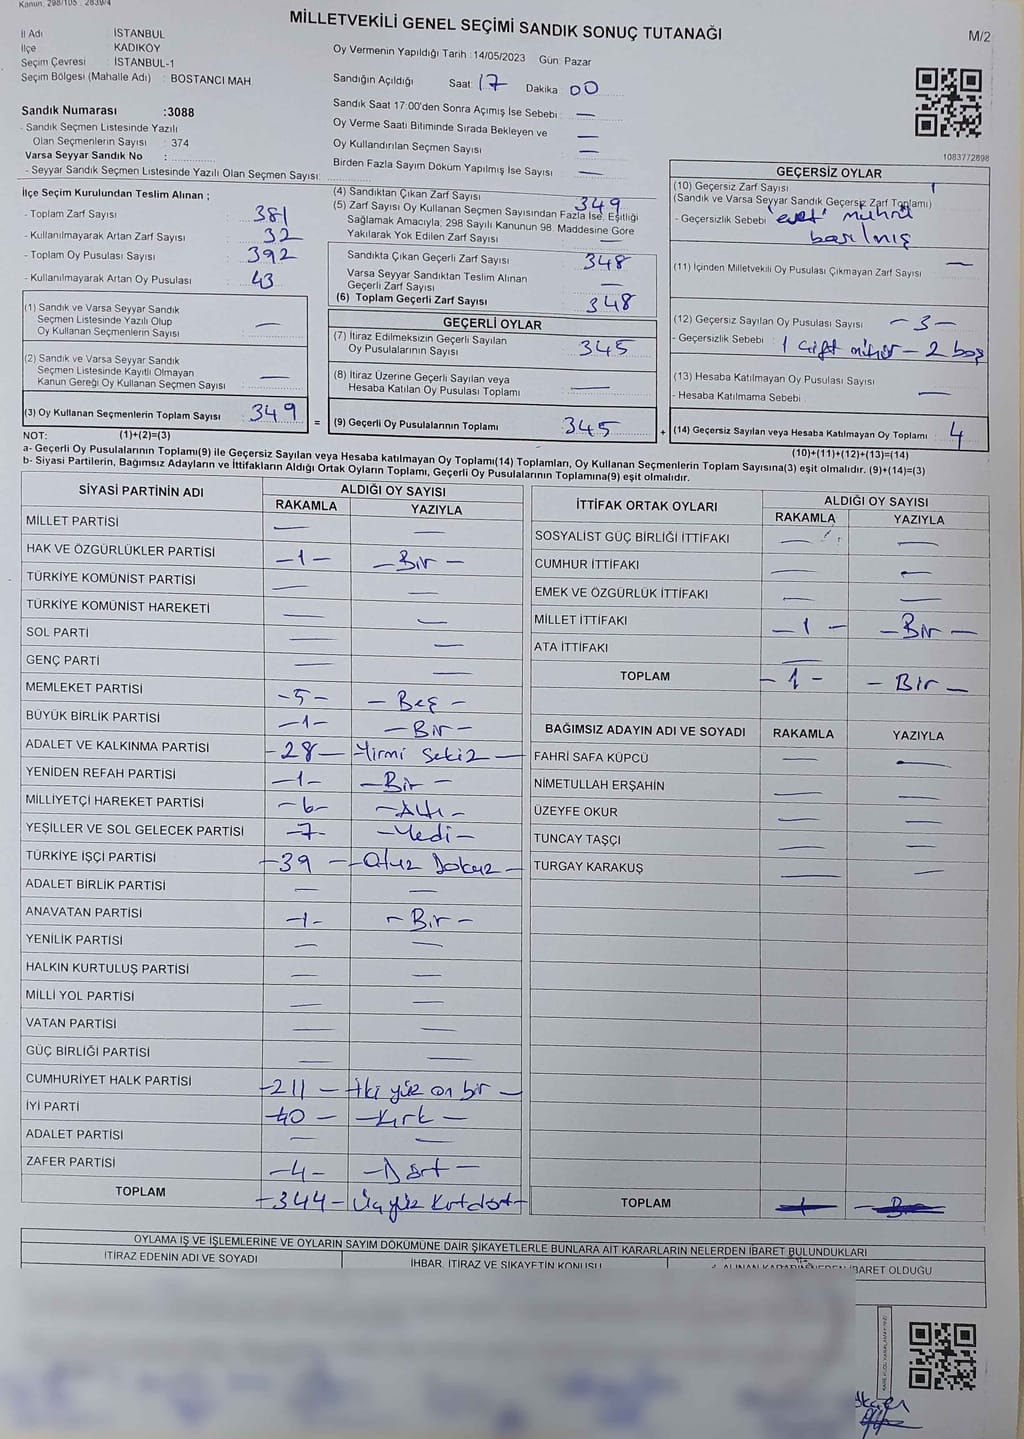 Kanun: 298/105 : 2839/4
MİLLETVEKİLİ GENEL SEÇİMİ SANDIK SONUÇ TUTANAĞI
M/2
İl Adı : İSTANBUL
İlçe : KADIKÖY
Seçim Çevresi : İSTANBUL-1
Seçim Bölgesi (Mahalle Adı) : BOSTANCI MAH.
Oy Vermenin Yapıldığı Tarih : 14/05/2023 Gün: Pazar
Sandığın Açıldığı Saat: 17 Dakika: 00
Sandık Saat 17:00'den Sonra Açımış İse Sebebi : —
Oy Verme Saati Bitiminde Sırada Bekleyen ve —
Oy Kullandırılan Seçmen Sayısı —
Birden Fazla Sayım Döküm Yapılmış İse Sayısı : —
Sandık Numarası :3088
- Sandık Seçmen Listesinde Yazılı
Olan Seçmenlerin Sayısı : 374
Varsa Seyyar Sandık No :
- Seyyar Sandık Seçmen Listesinde Yazılı Olan Seçmen Sayısı:
1083772898
İlçe Seçim Kurulundan Teslim Alınan ;
- Toplam Zarf Sayısı : 381
- Kullanılmayarak Artan Zarf Sayısı : 32
- Toplam Oy Pusulası Sayısı : 392
- Kullanılmayarak Artan Oy Pusulası : 43
(1) Sandık ve Varsa Seyyar Sandık
Seçmen Listesinde Yazılı Olup
Oy Kullanan Seçmenlerin Sayısı —
(2) Sandık ve Varsa Seyyar Sandık
Seçmen Listesinde Kayıtlı Olmayan
Kanun Gereği Oy Kullanan Seçmen Sayısı —
(3) Oy Kullanan Seçmenlerin Toplam Sayısı 349 =
(4) Sandıktan Çıkan Zarf Sayısı 349
(5) Zarf Sayısı Oy Kullanan Seçmen Sayısından Fazla İse, Eşitliği
Sağlamak Amacıyla, 298 Sayılı Kanunun 98. Maddesine Göre
Yakılarak Yok Edilen Zarf Sayısı : —
Sandıkta Çıkan Geçerli Zarf Sayısı : 348
Varsa Seyyar Sandıktan Teslim Alınan
Geçerli Zarf Sayısı : —
(6) Toplam Geçerli Zarf Sayısı : 348
GEÇERLİ OYLAR
(7) İtiraz Edilmeksizin Geçerli Sayılan
Oy Pusulalarının Sayısı : 345
(8) İtiraz Üzerine Geçerli Sayılan veya
Hesaba Katılan Oy Pusulası Toplamı : —
(9) Geçerli Oy Pusulalarının Toplamı : 345 +
GEÇERSİZ OYLAR
(10) Geçersiz Zarf Sayısı 1
(Sandık ve Varsa Seyyar Sandık Geçersiz Zarf Toplamı)
- Geçersizlik Sebebi : 'evet' mührü
basılmış
(11) İçinden Milletvekili Oy Pusulası Çıkmayan Zarf Sayısı : —
(12) Geçersiz Sayılan Oy Pusulası Sayısı : -3-
- Geçersizlik Sebebi : 1 çift mühür - 2 boş
(13) Hesaba Katılmayan Oy Pusulası Sayısı :
- Hesaba Katılmama Sebebi : —
(14) Geçersiz Sayılan veya Hesaba Katılmayan Oy Toplamı : 4
NOT: (1)+(2)=(3)
(10)+(11)+(12)+(13)=(14)
a- Geçerli Oy Pusulalarının Toplamı(9) ile Geçersiz Sayılan veya Hesaba katılmayan Oy Toplamı(14) Toplamları, Oy Kullanan Seçmenlerin Toplam Sayısına(3) eşit olmalıdır. (9)+(14)=(3)
b- Siyasi Partilerin, Bağımsız Adayların ve İttifakların Aldığı Ortak Oyların Toplamı, Geçerli Oy Pusulalarının Toplamına(9) eşit olmalıdır.
SİYASİ PARTİNİN ADI ALDIĞI OY SAYISI
RAKAMLA YAZIYLA
MİLLET PARTİSİ — —
HAK VE ÖZGÜRLÜKLER PARTİSİ -1- -Bir-
TÜRKİYE KOMÜNİST PARTİSİ —
TÜRKİYE KOMÜNİST HAREKETİ — —
SOL PARTİ — —
GENÇ PARTİ — —
MEMLEKET PARTİSİ -5- -Beş-
BÜYÜK BİRLİK PARTİSİ -1- -Bir-
ADALET VE KALKINMA PARTİSİ -28- Yirmi Sekiz-
YENİDEN REFAH PARTİSİ -1- -Bir-
MİLLİYETÇİ HAREKET PARTİSİ -6- -Altı-
YEŞİLLER VE SOL GELECEK PARTİSİ -7- -Yedi-
TÜRKİYE İŞÇİ PARTİSİ -39- -Otuz Dokuz-
ADALET BİRLİK PARTİSİ — —
ANAVATAN PARTİSİ -1- -Bir-
YENİLİK PARTİSİ — —
HALKIN KURTULUŞ PARTİSİ — —
MİLLİ YOL PARTİSİ — —
VATAN PARTİSİ — —
GÜÇ BİRLİĞİ PARTİSİ — —
CUMHURİYET HALK PARTİSİ -211- İki yüz on bir-
İYİ PARTİ -40- -Kırk-
ADALET PARTİSİ — —
ZAFER PARTİSİ -4- -Dört-
TOPLAM -344- Üçyüz Kırkdört-
İTTİFAK ORTAK OYLARI ALDIĞI OY SAYISI
RAKAMLA YAZIYLA
SOSYALİST GÜÇ BİRLİĞİ İTTİFAKI — —
CUMHUR İTTİFAKI — —
EMEK VE ÖZGÜRLÜK İTTİFAKI — —
MİLLET İTTİFAKI -1- -Bir-
ATA İTTİFAKI —
TOPLAM -1- -Bir-
BAĞIMSIZ ADAYIN ADI VE SOYADI RAKAMLA YAZIYLA
FAHRİ SAFA KÜPCÜ — —
NİMETULLAH ERŞAHİN — —
ÜZEYFE OKUR — —
TUNCAY TAŞÇI — —
TURGAY KARAKUŞ — —
TOPLAM
OYLAMA İŞ VE İŞLEMLERİNE VE OYLARIN SAYIM DÖKÜMÜNE DAİR ŞİKAYETLERLE BUNLARA AİT KARARLARIN NELERDEN İBARET BULUNDUKLARI
İTİRAZ EDENİN ADI VE SOYADI İHBAR, İTİRAZ VE ŞİKAYETİN KONUSU ALINAN KARARIN NEDEN İBARET OLDUĞU